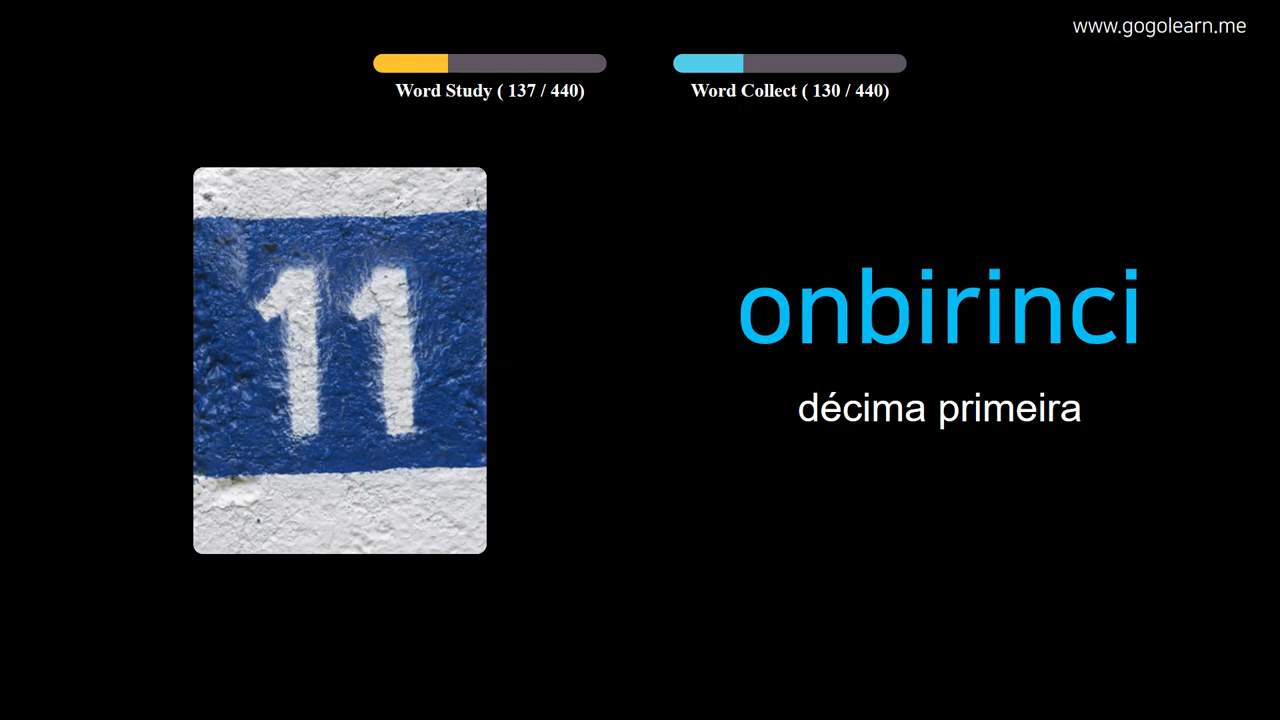 www.gogolearn.me
Word Study ( 137 / 440)
Word Collect ( 130 / 440)
11
onbirinci
décima primeira